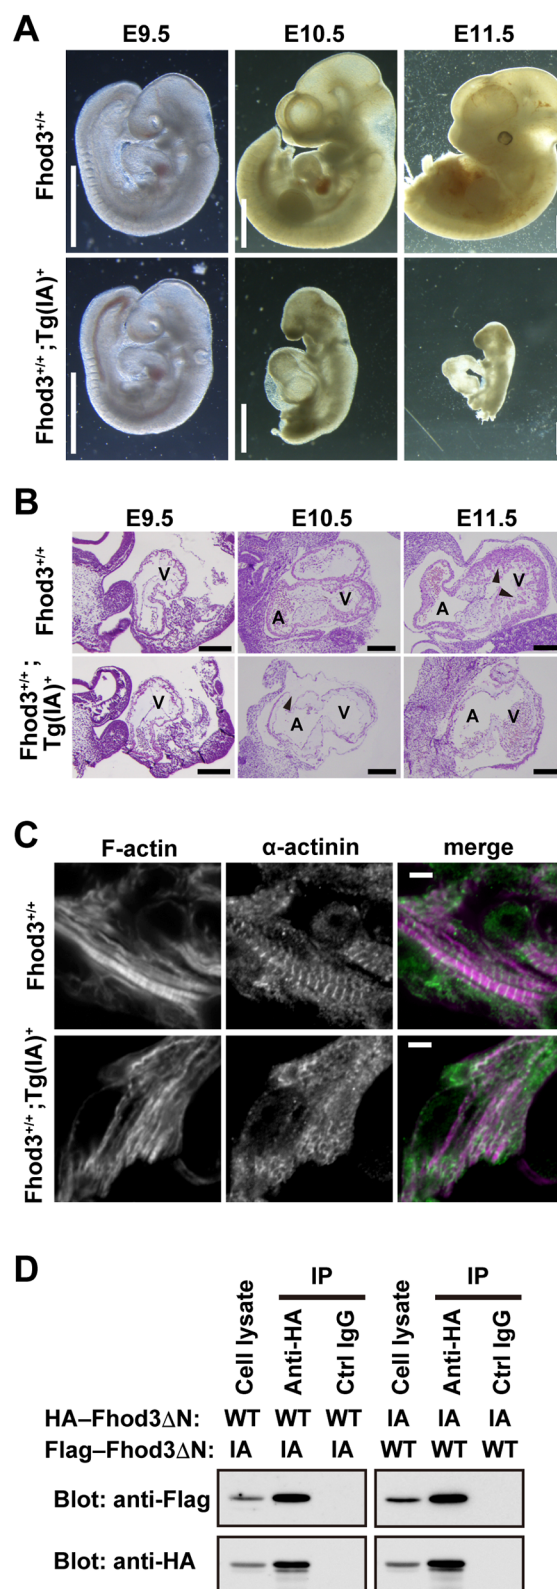 A
E9.5 E10.5 E11.5
Fhod3+/+
Fhod3+/+;Tg(IA)+
B
E9.5 E10.5 E11.5
Fhod3+/+
V
A V
A V
Fhod3+/+;
Tg(IA)+
V
A V
A V
C
F-actin α-actinin merge
Fhod3+/+
Fhod3+/+;Tg(IA)+
D
IP IP
Cell lysate Anti-HA Ctrl IgG Cell lysate Anti-HA Ctrl IgG
HA–Fhod3ΔN: WT WT WT IA IA IA
Flag–Fhod3ΔN: IA IA IA WT WT WT
Blot: anti-Flag
Blot: anti-HA